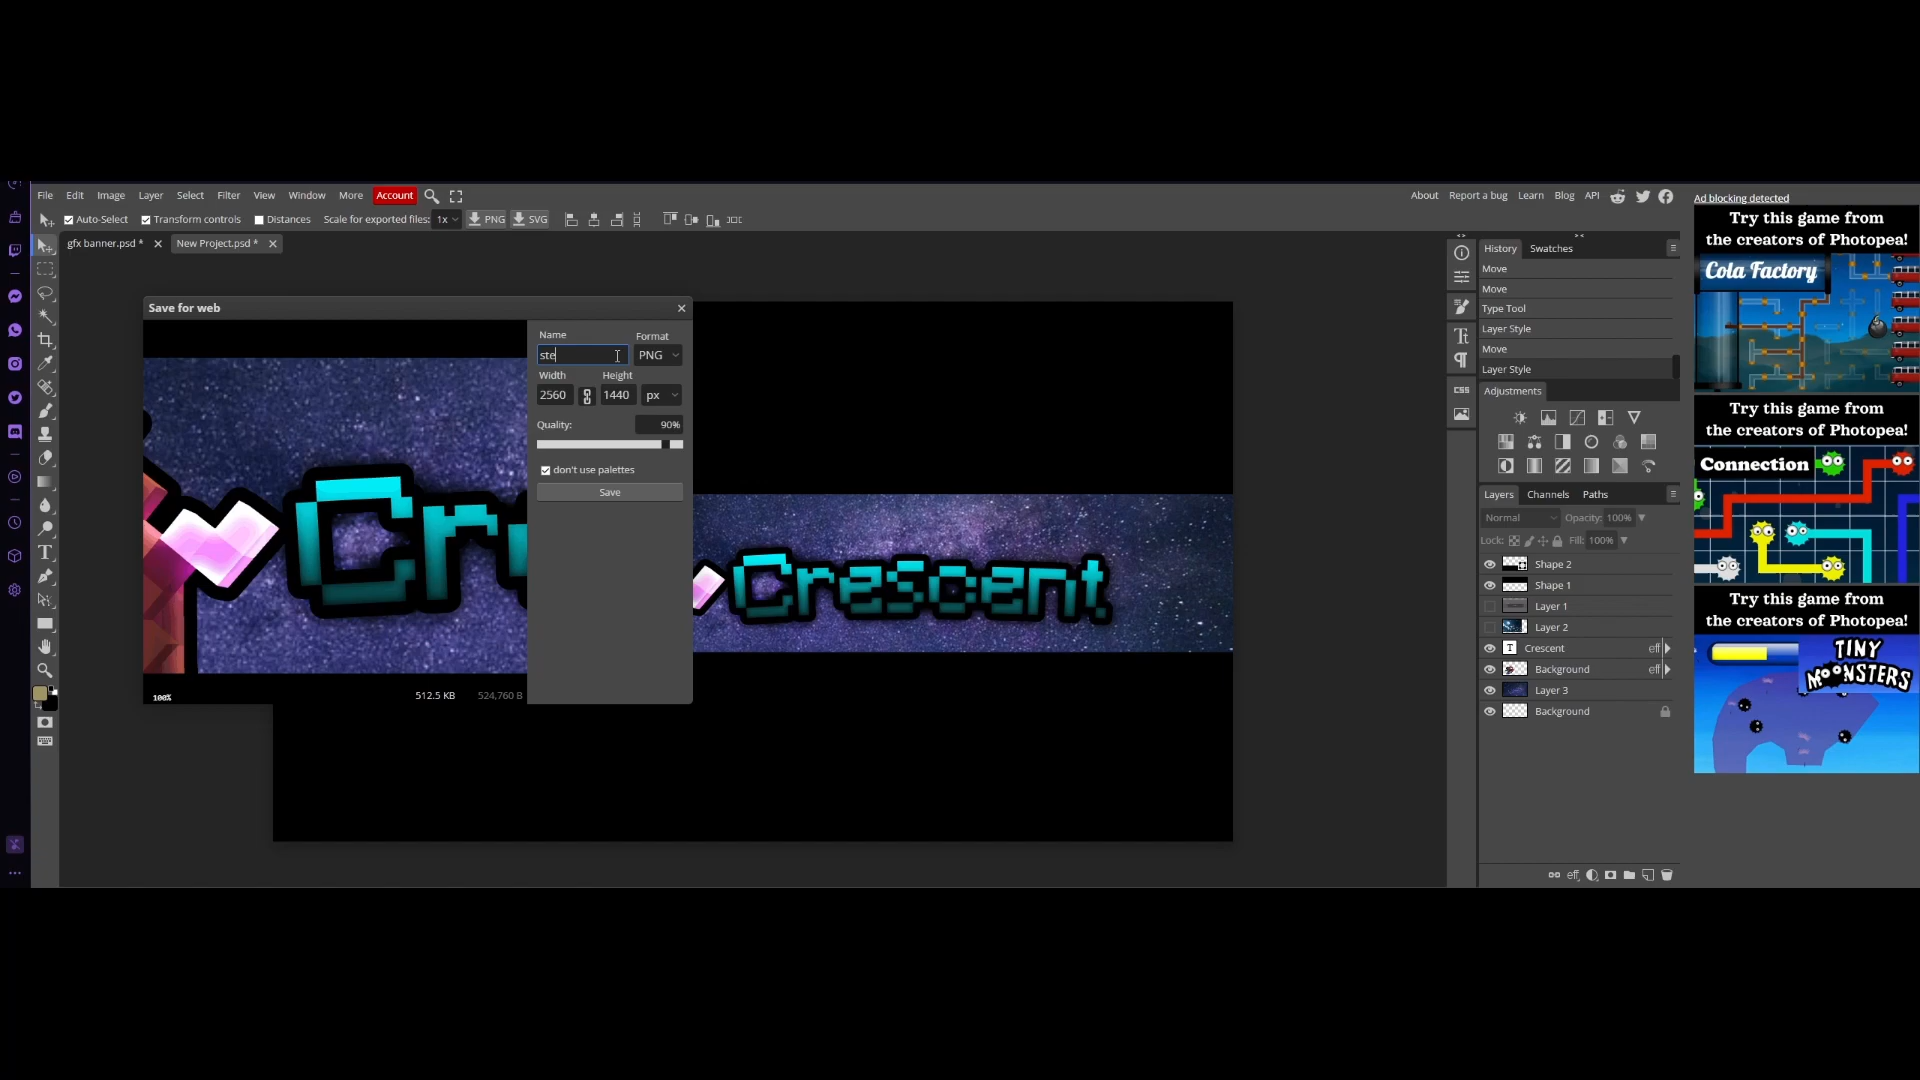 File Edit Image Layer Select Filter View Window More Account
About Report a bug Learn Blog API
Auto-Select Transform controls Distances Scale for exported files: 1x PNG SVG
gfx banner.psd * New Project.psd *
Save for web
Name Format
ste PNG
Width Height
2560 1440 px
Quality: 90%
don't use palettes
Save
Cr
100% 512.5 KB 524,760 B
Crescent
History Swatches
Move
Move
Type Tool
Layer Style
Move
Layer Style
Adjustments
CSS
Layers Channels Paths
Normal Opacity: 100%
Lock: Fill: 100%
Shape 2
Shape 1
Layer 1
Layer 2
Crescent eff
Background eff
Layer 3
Background
eff
Ad blocking detected
Try this game from
the creators of Photopea!
Cola Factory
Try this game from
the creators of Photopea!
Connection
Try this game from
the creators of Photopea!
TINY
MOONSTERS